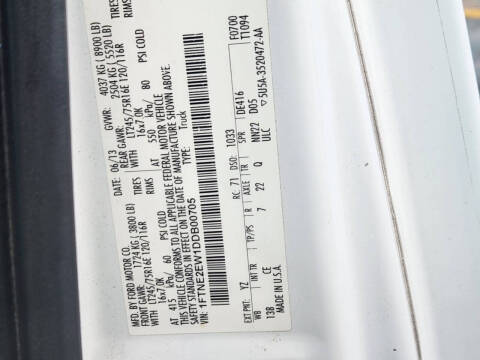 BY FORD MOTOR CO.
DATE: 06/13 GVWR: 4037 KG ( 8900 LB)
FRONT GAWR: 1724 KG (3800 LB) REAR GAWR: 2504 KG ( 5520 LB)
LT245/75R16E 120/116R TIRES LT245/75R16E 120/116R TIRES
16x7.0K RIMS 16x7.0K RIMS
AT 415 kPa/ 60 PSI COLD AT 550 kPa/ 80 PSI COLD
THIS VEHICLE CONFORMS TO ALL APPLICABLE FEDERAL MOTOR VEHICLE
SAFETY STANDARDS IN EFFECT ON THE DATE OF MANUFACTURE SHOWN ABOVE.
VIN: 1FTNE2EW1DDB00705 TYPE: Truck
F0700
T1094
EXT PNT: YZ RC: 71 DSO: 1033 DE416
WB INT TR TP/PS R AXLE TR SPR
138 CE 7 22 Q MN22 D05
MADE IN U.S.A. ULC ▽5U5A-3520472-AA